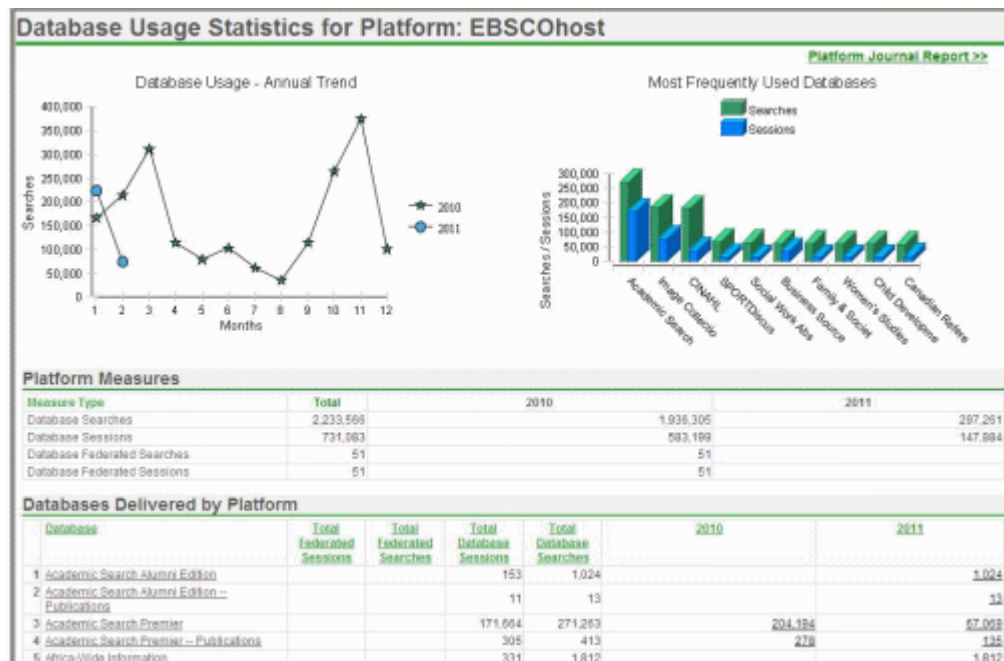 Database Usage Statistics for Platform: EBSCOhost
Platform Journal Report >>
Database Usage - Annual Trend
400,000
350,000
300,000
250,000
200,000
150,000
100,000
50,000
0
Searches
1 2 3 4 5 6 7 8 9 10 11 12
Months
2010
2011
Most Frequently Used Databases
Searches
Sessions
300,000
250,000
200,000
150,000
100,000
50,000
0
Searches / Sessions
Academic Search
Image Collectio
CINAHL
SPORTDiscus
Social Work Abs
Business Source
Family & Societ
Women's Studies
Child Developme
Canadian Refere
Platform Measures
Measure Type Total 2010 2011
Database Searches 2,233,566 1,936,305 297,261
Database Sessions 731,083 583,199 147,884
Database Federated Searches 51 51
Database Federated Sessions 51 51
Databases Delivered by Platform
Database Total Federated Sessions Total Federated Searches Total Database Sessions Total Database Searches 2010 2011
1 Academic Search Alumni Edition 153 1,024 1,024
2 Academic Search Alumni Edition -- Publications 11 13 13
3 Academic Search Premier 171,664 271,263 204,194 67,069
4 Academic Search Premier -- Publications 305 413 278 135
5 Africa-Wide Information 331 1,812 1,812